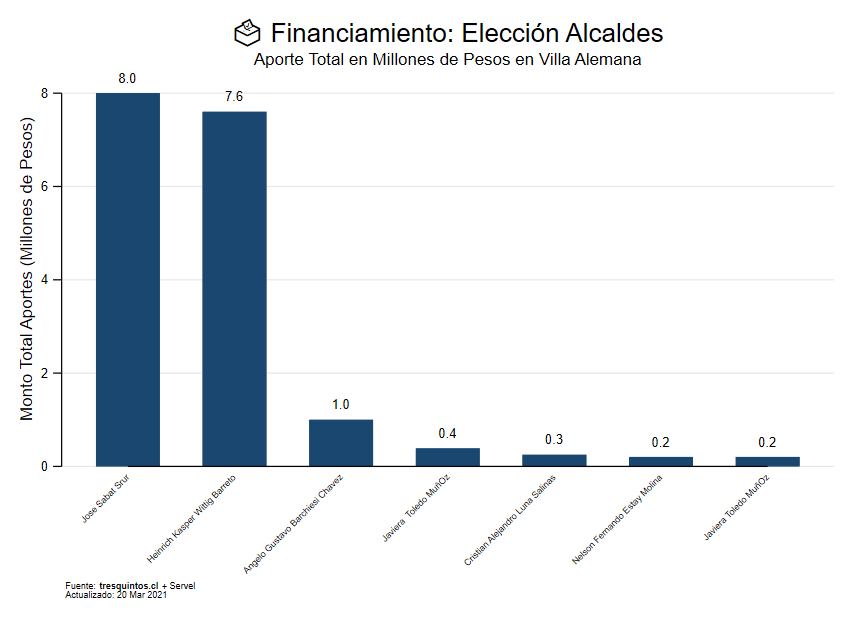 Financiamiento: Elección Alcaldes
Aporte Total en Millones de Pesos en Villa Alemana
Monto Total Aportes (Millones de Pesos)
8
6
4
2
0
8.0
7.6
1.0
0.4
0.3
0.2
0.2
Jose Sabat Srur
Heinrich Kasper Wittig Barreto
Angelo Gustavo Barchiesi Chavez
Javiera  Toledo MuñOz
Cristian Alejandro Luna Salinas
Nelson Fernando Estay Molina
Javiera Toledo MuñOz
Fuente: tresquintos.cl + Servel
Actualizado: 20 Mar 2021